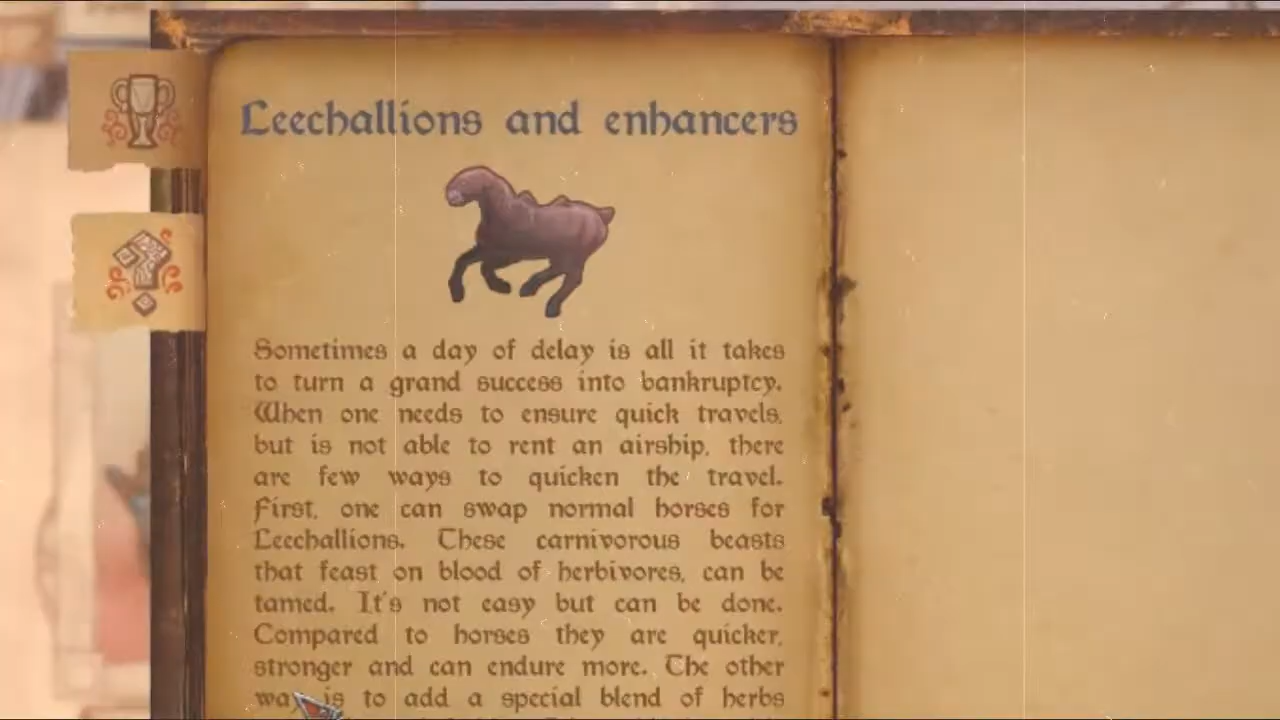 Leechallions and enhancers
Sometimes a day of delay is all it takes
to turn a grand success into bankruptcy.
When one needs to ensure quick travels,
but is not able to rent an airship, there
are few ways to quicken the travel.
First, one can swap normal horses for
Leechallions. These carnivorous beasts
that feast on blood of herbivores, can be
tamed. It's not easy but can be done.
Compared to horses they are quicker,
stronger and can endure more. The other
way is to add a special blend of herbs